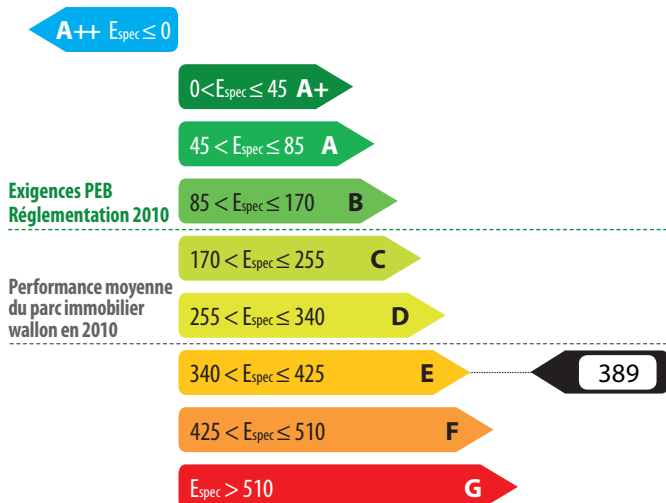 A++ Espec ≤ 0
0 < Espec ≤ 45 A+
45 < Espec ≤ 85 A
Exigences PEB
Réglementation 2010
85 < Espec ≤ 170 B
170 < Espec ≤ 255 C
Performance moyenne
du parc immobilier
wallon en 2010
255 < Espec ≤ 340 D
340 < Espec ≤ 425 E 389
425 < Espec ≤ 510 F
Espec > 510 G